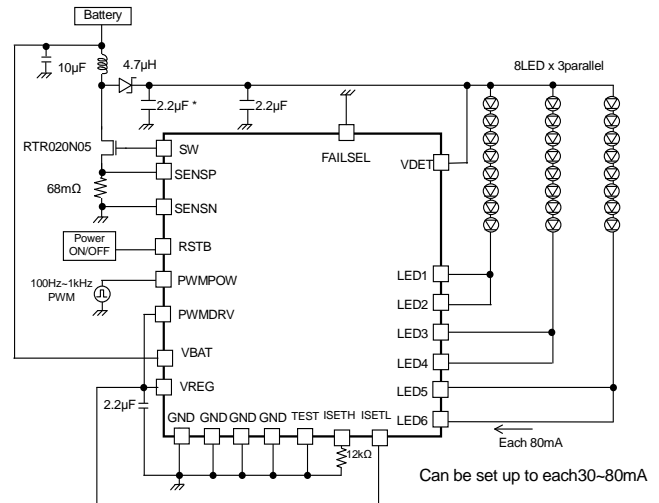 Battery
10μF
4.7μH
8LED x 3parallel
2.2μF *
2.2μF
RTR020N05
SW
FAILSEL
VDET
SENSP
68mΩ
SENSN
Power
ON/OFF
RSTB
LED1
100Hz~1kHz
PWM
PWMPOW
LED2
PWMDRV
LED3
VBAT
LED4
VREG
LED5
2.2μF
GND
GND
GND
GND
TEST
ISETH
ISETL
LED6
Each 80mA
12kΩ
Can be set up to each30~80mA